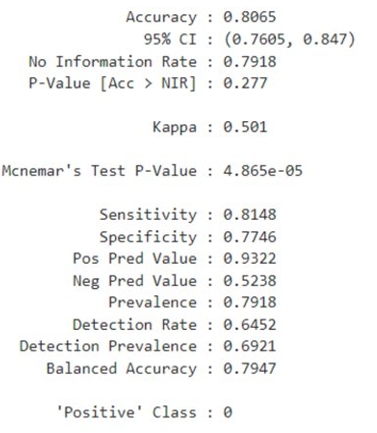 Accuracy : 0.8065
95% CI : (0.7605, 0.847)
No Information Rate : 0.7918
P-Value [Acc > NIR] : 0.277
Kappa : 0.501
Mcnemar's Test P-Value : 4.865e-05
Sensitivity : 0.8148
Specificity : 0.7746
Pos Pred Value : 0.9322
Neg Pred Value : 0.5238
Prevalence : 0.7918
Detection Rate : 0.6452
Detection Prevalence : 0.6921
Balanced Accuracy : 0.7947
'Positive' Class : 0